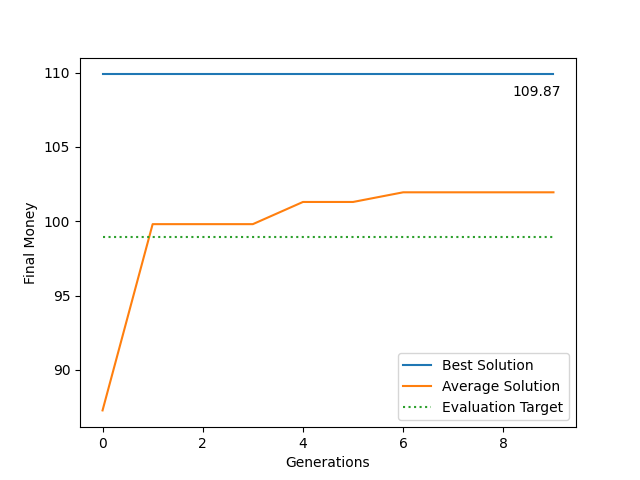 110
109.87
105
100
95
90
Final Money
Best Solution
Average Solution
Evaluation Target
0 2 4 6 8
Generations